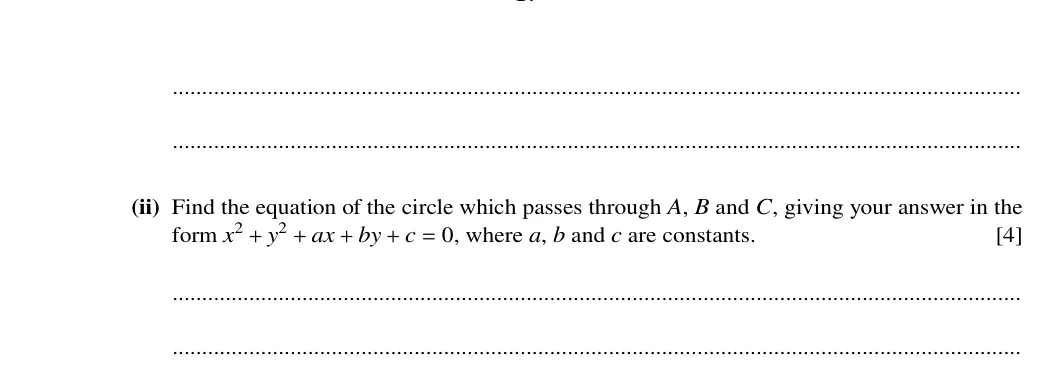 (ii) Find the equation of the circle which passes through A, B and C, giving your answer in the
form x² + y² + ax + by + c = 0, where a, b and c are constants. [4]